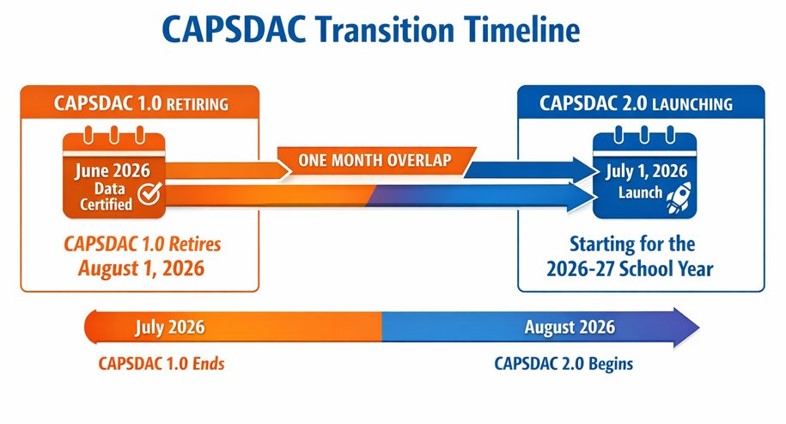 CAPSDAC Transition Timeline
CAPSDAC 1.0 RETIRING
June 2026
Data
Certified
CAPSDAC 1.0 Retires
August 1, 2026
ONE MONTH OVERLAP
CAPSDAC 2.0 LAUNCHING
July 1, 2026
Launch
Starting for the
2026-27 School Year
July 2026
August 2026
CAPSDAC 1.0 Ends
CAPSDAC 2.0 Begins